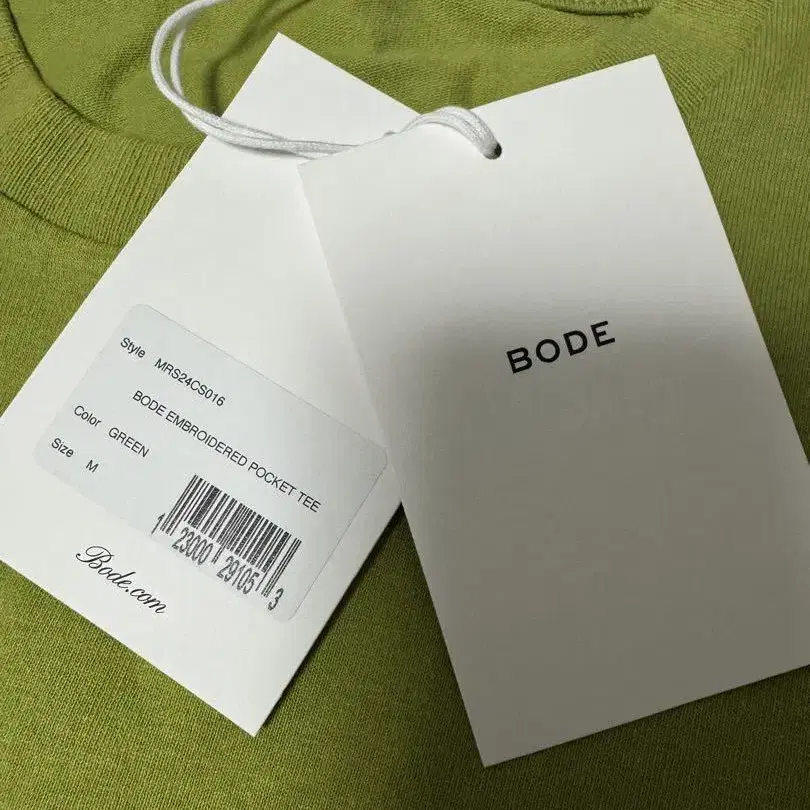 Style MRS24CS016
BODE EMBROIDERED POCKET TEE
Color GREEN
Size M
1 23000 29105 3
Bode.com
BODE